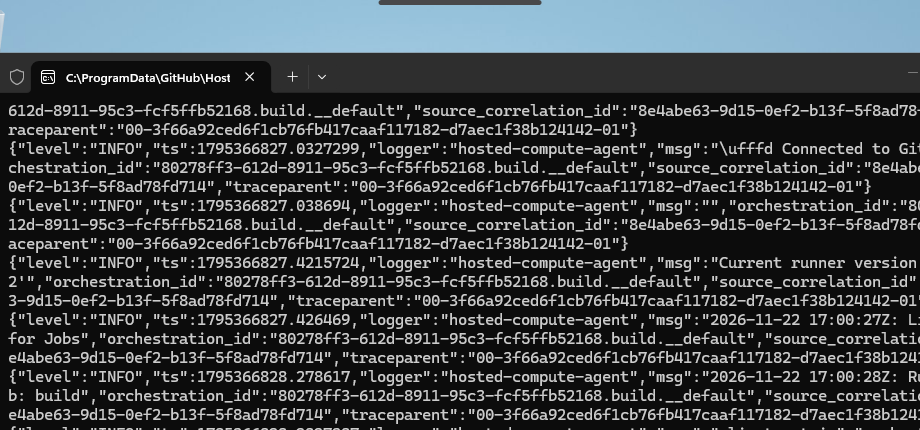 C:\ProgramData\GitHub\Host
612d-8911-95c3-fcf5ffb52168.build.__default","source_correlation_id":"8e4abe63-9d15-0ef2-b13f-5f8ad78
raceparent":"00-3f66a92ced6f1cb76fb417caaf117182-d7aec1f38b124142-01"}
{"level":"INFO","ts":1795366827.0327299,"logger":"hosted-compute-agent","msg":"\ufffd Connected to Git
chestration_id":"80278ff3-612d-8911-95c3-fcf5ffb52168.build.__default","source_correlation_id":"8e4ab
0ef2-b13f-5f8ad78fd714","traceparent":"00-3f66a92ced6f1cb76fb417caaf117182-d7aec1f38b124142-01"}
{"level":"INFO","ts":1795366827.038694,"logger":"hosted-compute-agent","msg":"","orchestration_id":"80
12d-8911-95c3-fcf5ffb52168.build.__default","source_correlation_id":"8e4abe63-9d15-0ef2-b13f-5f8ad78fd
aceparent":"00-3f66a92ced6f1cb76fb417caaf117182-d7aec1f38b124142-01"}
{"level":"INFO","ts":1795366827.4215724,"logger":"hosted-compute-agent","msg":"Current runner version
2'","orchestration_id":"80278ff3-612d-8911-95c3-fcf5ffb52168.build.__default","source_correlation_id"
3-9d15-0ef2-b13f-5f8ad78fd714","traceparent":"00-3f66a92ced6f1cb76fb417caaf117182-d7aec1f38b124142-01"
{"level":"INFO","ts":1795366827.426469,"logger":"hosted-compute-agent","msg":"2026-11-22 17:00:27Z: Li
for Jobs","orchestration_id":"80278ff3-612d-8911-95c3-fcf5ffb52168.build.__default","source_correlatio
e4abe63-9d15-0ef2-b13f-5f8ad78fd714","traceparent":"00-3f66a92ced6f1cb76fb417caaf117182-d7aec1f38b1241
{"level":"INFO","ts":1795366828.278617,"logger":"hosted-compute-agent","msg":"2026-11-22 17:00:28Z: Ru
b: build","orchestration_id":"80278ff3-612d-8911-95c3-fcf5ffb52168.build.__default","source_correlatio
e4abe63-9d15-0ef2-b13f-5f8ad78fd714","traceparent":"00-3f66a92ced6f1cb76fb417caaf117182-d7aec1f38b1241